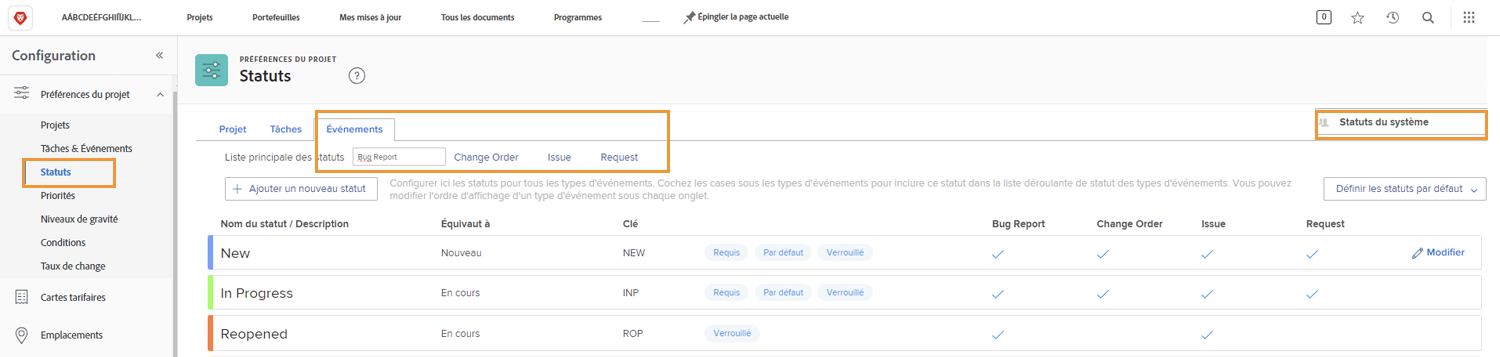 AÁBCDEÉFGHIÍJKL... Projets Portefeuilles Mes mises à jour Tous les documents Programmes Épingler la page actuelle 0
Configuration
Préférences du projet
Projets
Tâches & Événements
Statuts
Priorités
Niveaux de gravité
Conditions
Taux de change
Cartes tarifaires
Emplacements
PRÉFÉRENCES DU PROJET
Statuts ?
Projet Tâches Événements
Statuts du système
Liste principale des statuts Bug Report Change Order Issue Request
Ajouter un nouveau statut
Configurer ici les statuts pour tous les types d'événements. Cochez les cases sous les types d'événements pour inclure ce statut dans la liste déroulante de statut des types d'événements. Vous pouvez
modifier l'ordre d'affichage d'un type d'événement sous chaque onglet.
Définir les statuts par défaut
Nom du statut / Description Équivaut à Clé Bug Report Change Order Issue Request
New Nouveau NEW Requis Par défaut Verrouillé Modifier
In Progress En cours INP Requis Par défaut Verrouillé
Reopened En cours ROP Verrouillé